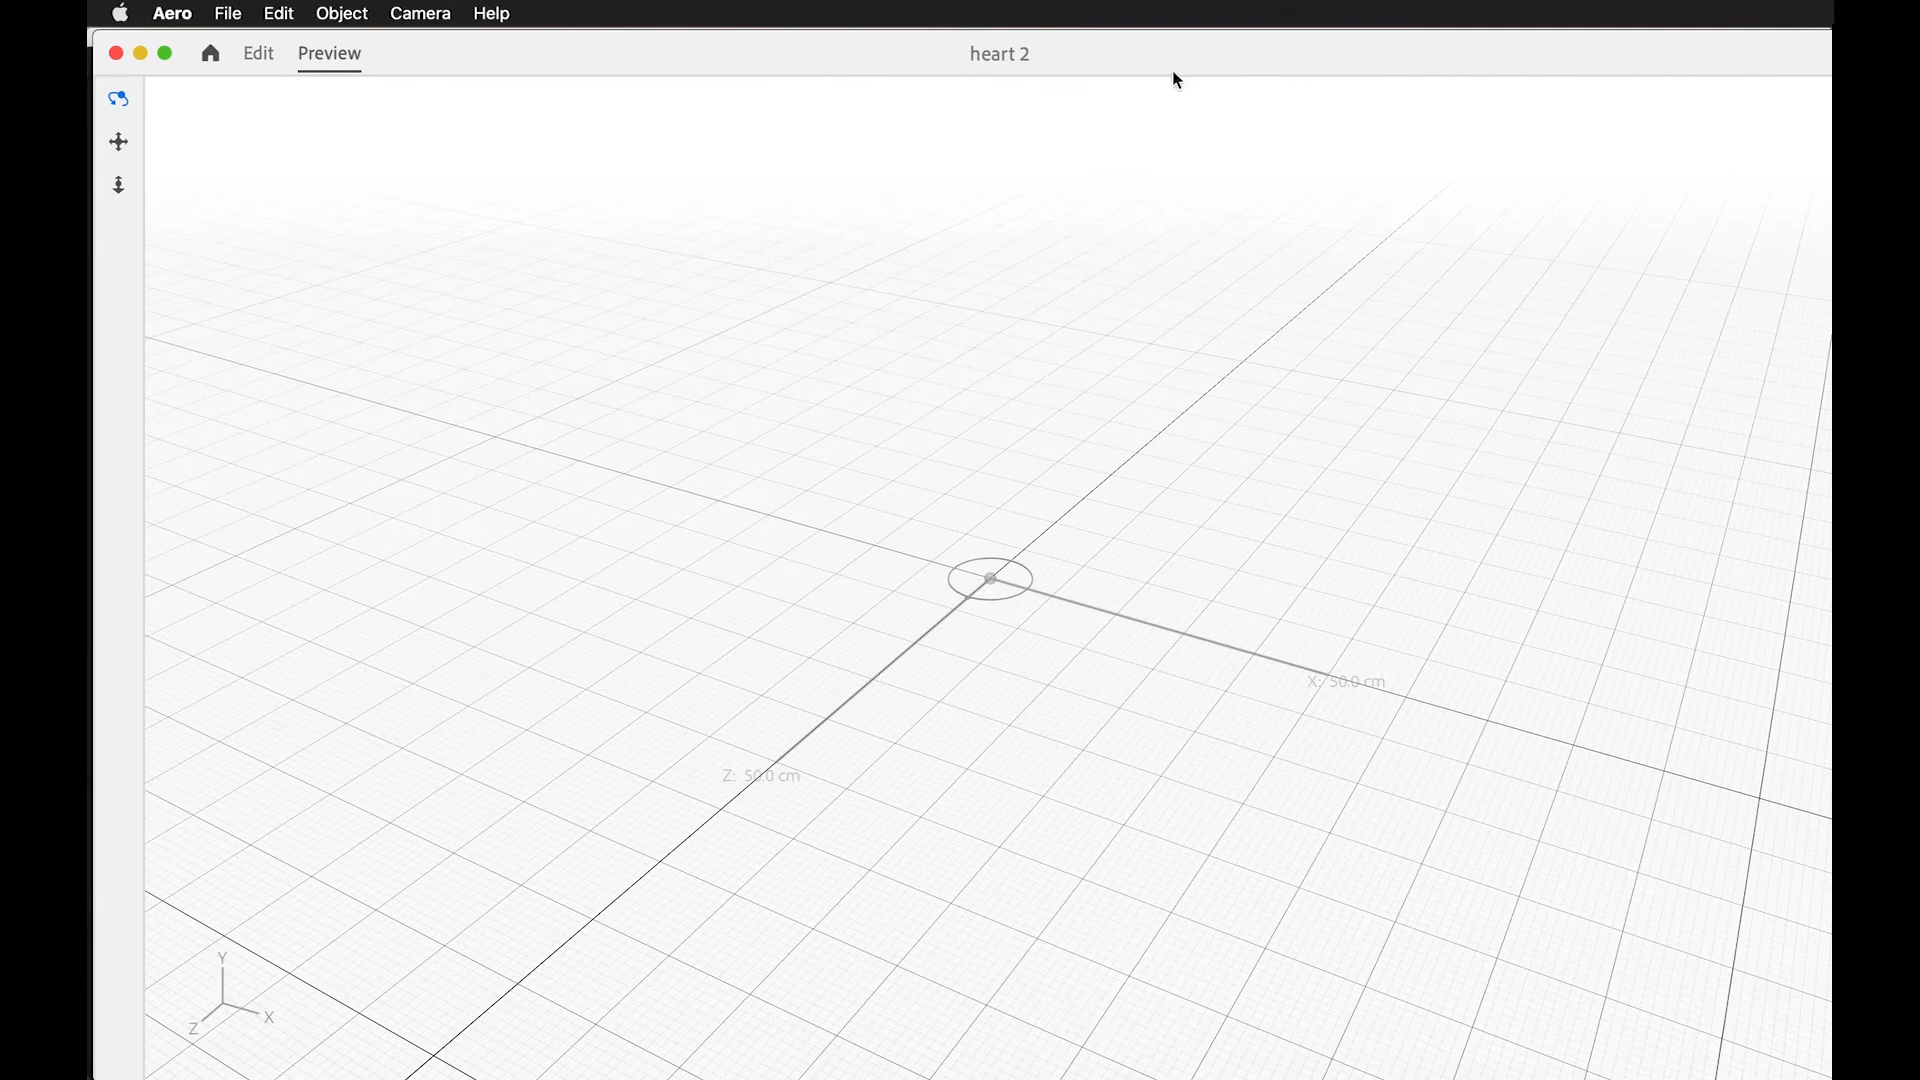 Aero File Edit Object Camera Help
Edit Preview heart 2
X: 50.0 cm
Z: 50.0 cm
Y
X
Z